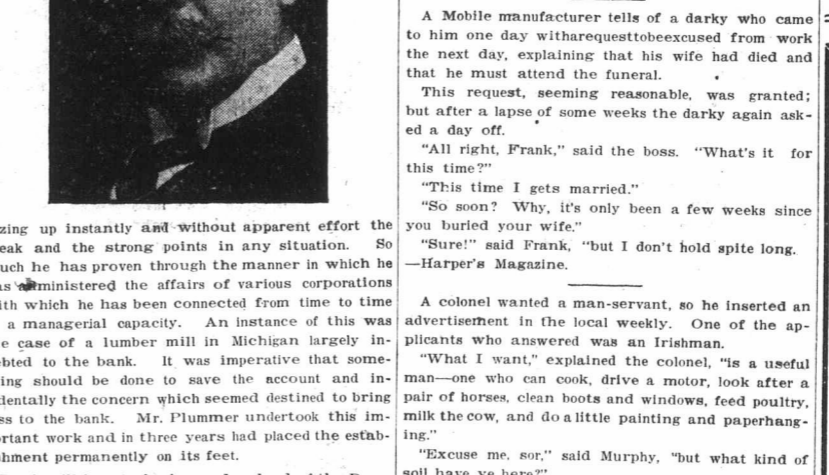 zing up instantly and without apparent effort the
eak and the strong points in any situation. So
uch he has proven through the manner in which he
as administered the affairs of various corporations
ith which he has been connected from time to time
a managerial capacity. An instance of this was
e case of a lumber mill in Michigan largely in-
ebted to the bank. It was imperative that some-
ing should be done to save the account and in-
dentally the concern which seemed destined to bring
ss to the bank. Mr. Plummer undertook this im-
ortant work and in three years had placed the estab-
hment permanently on its feet.
A Mobile manufacturer tells of a darky who came
to him one day witharequesttobeexcused from work
the next day, explaining that his wife had died and
that he must attend the funeral.
This request, seeming reasonable, was granted;
but after a lapse of some weeks the darky again ask-
ed a day off.
"All right, Frank," said the boss. "What's it for
this time?"
"This time I gets married."
"So soon? Why, it's only been a few weeks since
you buried your wife."
"Sure!" said Frank, "but I don't hold spite long.
—Harper's Magazine.
A colonel wanted a man-servant, so he inserted an
advertisement in the local weekly. One of the ap-
plicants who answered was an Irishman.
"What I want," explained the colonel, "is a useful
man—one who can cook, drive a motor, look after a
pair of horses, clean boots and windows, feed poultry,
milk the cow, and do a little painting and paperhang-
ing."
"Excuse me, sor," said Murphy, "but what kind of
soil have ye here?"